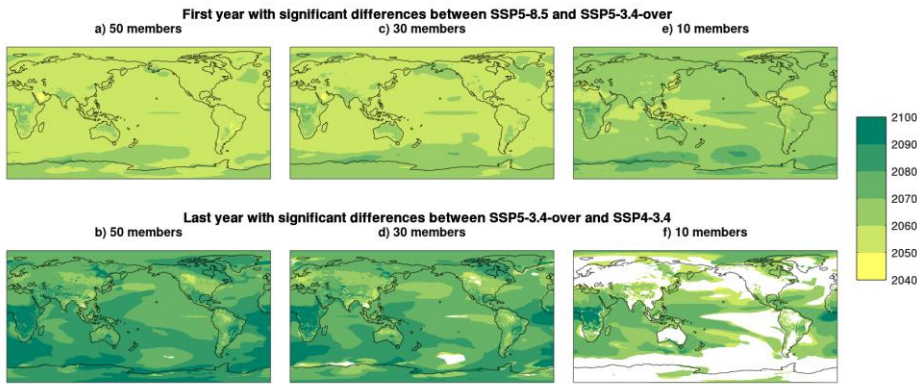 First year with significant differences between SSP5-8.5 and SSP5-3.4-over
a) 50 members
c) 30 members
e) 10 members
2100
2090
2080
2070
2060
2050
2040
Last year with significant differences between SSP5-3.4-over and SSP4-3.4
b) 50 members
d) 30 members
f) 10 members